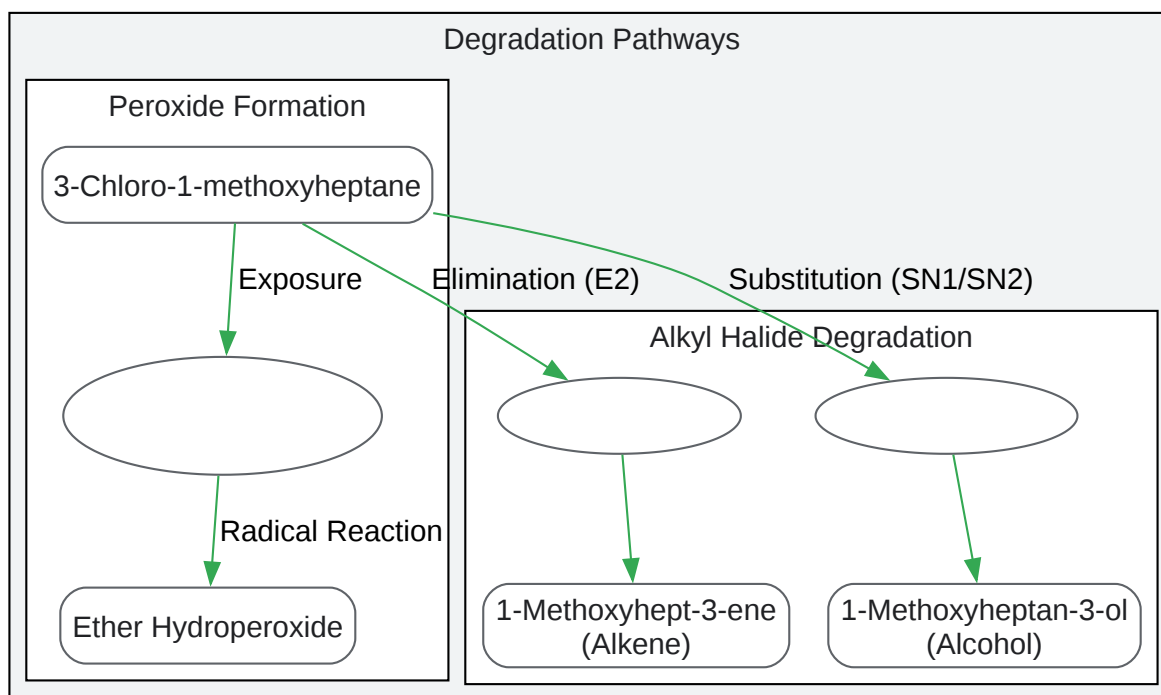 Degradation Pathways
Peroxide Formation
3-Chloro-1-methoxyheptane
Exposure
Elimination (E2)
Substitution (SN1/SN2)
Alkyl Halide Degradation
Radical Reaction
Ether Hydroperoxide
1-Methoxyhept-3-ene
(Alkene)
1-Methoxyheptan-3-ol
(Alcohol)